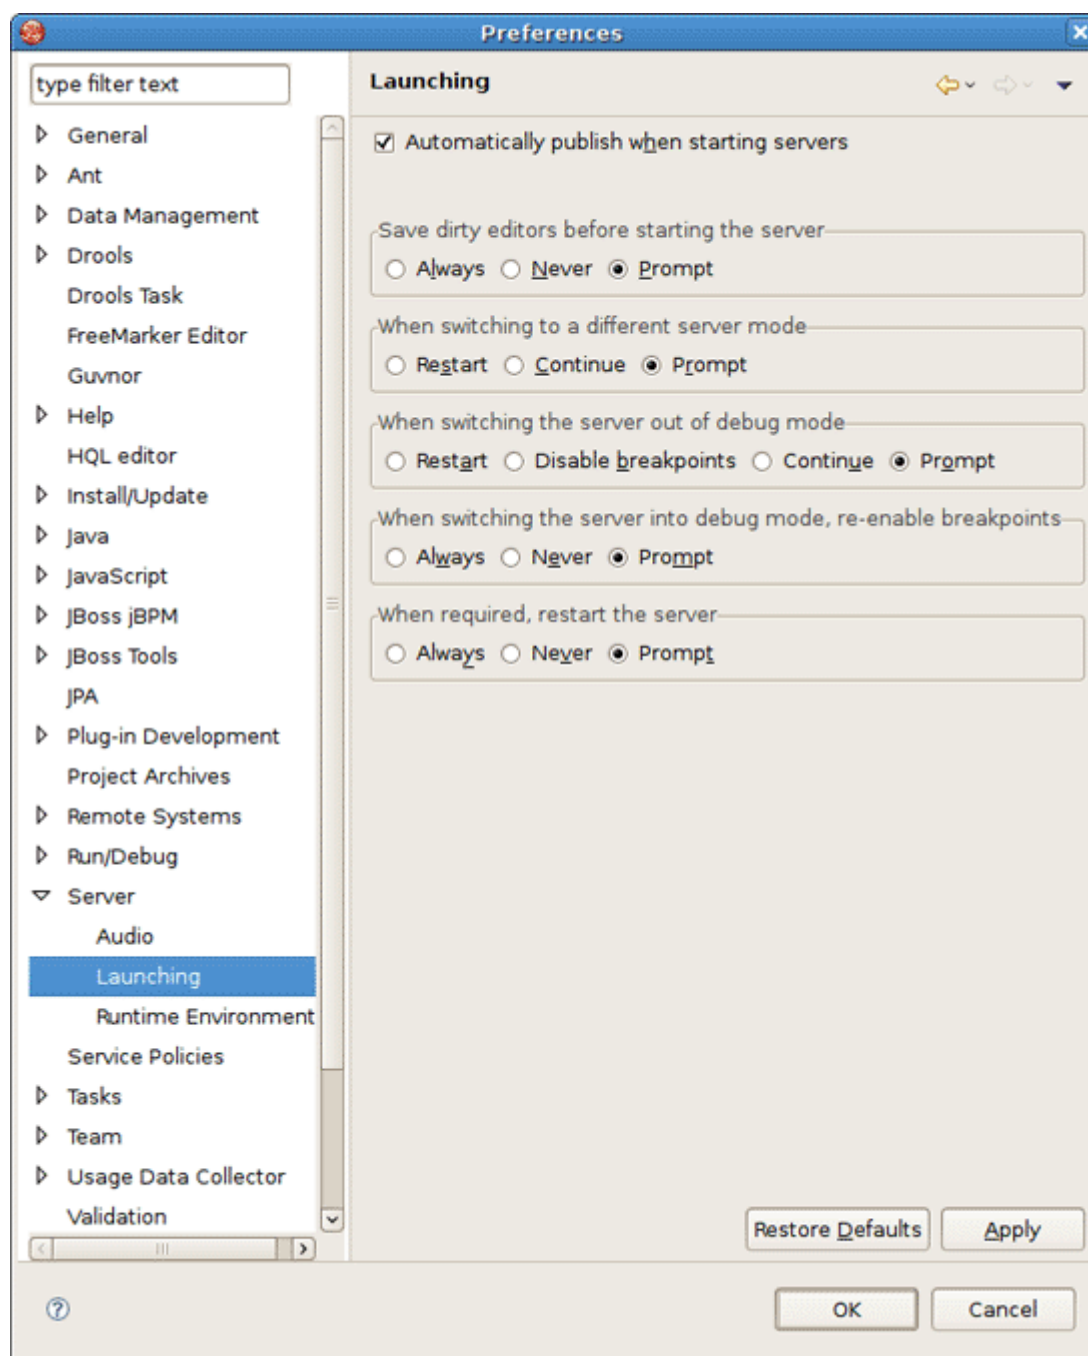 Preferences
type filter text
General
Ant
Data Management
Drools
Drools Task
FreeMarker Editor
Guvnor
Help
HQL editor
Install/Update
Java
JavaScript
JBoss jBPM
JBoss Tools
JPA
Plug-in Development
Project Archives
Remote Systems
Run/Debug
Server
Audio
Launching
Runtime Environment
Service Policies
Tasks
Team
Usage Data Collector
Validation
Launching
Automatically publish when starting servers
Save dirty editors before starting the server
Always Never Prompt
When switching to a different server mode
Restart Continue Prompt
When switching the server out of debug mode
Restart Disable breakpoints Continue Prompt
When switching the server into debug mode, re-enable breakpoints
Always Never Prompt
When required, restart the server
Always Never Prompt
Restore Defaults Apply
OK Cancel